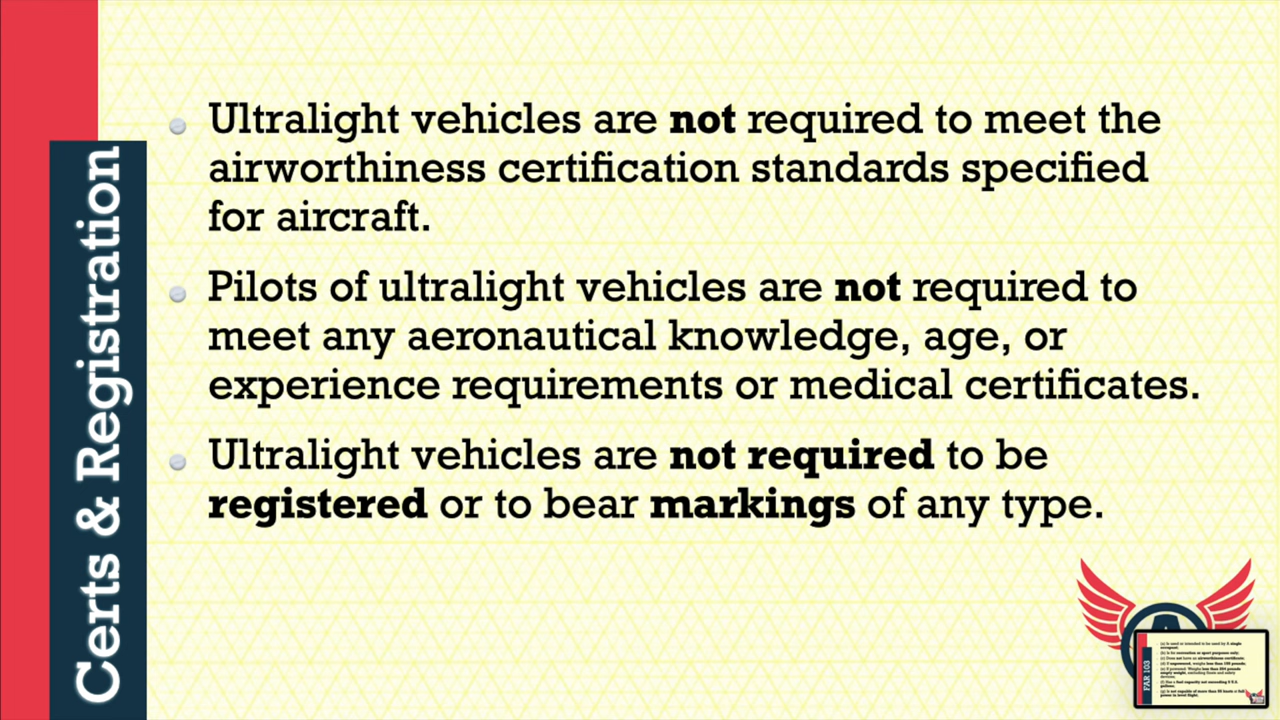 Certs & Registration
Ultralight vehicles are not required to meet the
airworthiness certification standards specified
for aircraft.
Pilots of ultralight vehicles are not required to
meet any aeronautical knowledge, age, or
experience requirements or medical certificates.
Ultralight vehicles are not required to be
registered or to bear markings of any type.
FAR 103